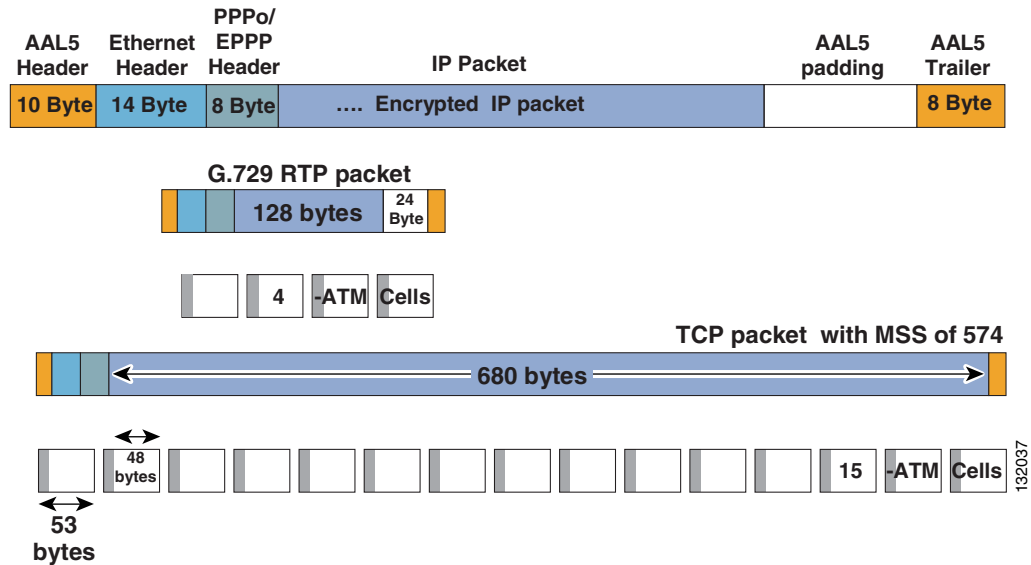 AAL5 Header
Ethernet Header
PPPo/ EPPP Header
IP Packet
AAL5 padding
AAL5 Trailer
10 Byte
14 Byte
8 Byte
.... Encrypted IP packet
8 Byte
G.729 RTP packet
128 bytes
24 Byte
4 -ATM Cells
TCP packet with MSS of 574
680 bytes
48 bytes
15 -ATM Cells
53 bytes
132037